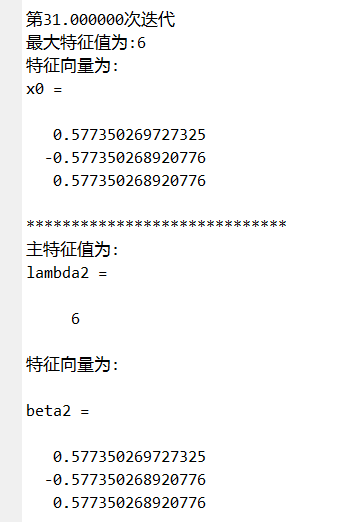 第31.000000次迭代
最大特征值为:6
特征向量为:
x0 =
0.577350269727325
-0.577350268920776
0.577350268920776
*****************************
主特征值为:
lambda2 =
6
特征向量为:
beta2 =
0.577350269727325
-0.577350268920776
0.577350268920776